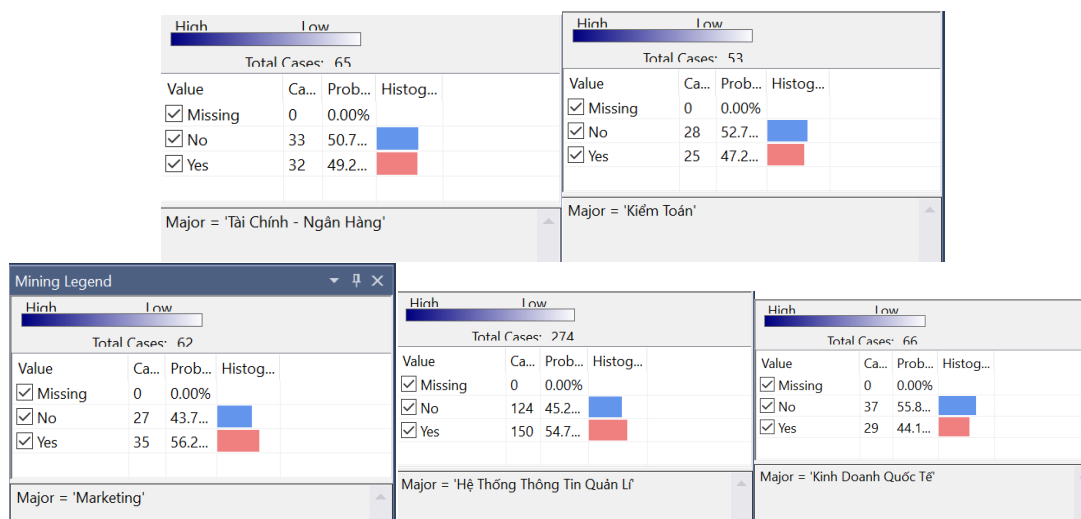 High Low
Total Cases: 65
Value Ca... Prob... Histog...
Missing 0 0.00%
No 33 50.7...
Yes 32 49.2...
Major = 'Tài Chính - Ngân Hàng'
High Low
Total Cases: 53
Value Ca... Prob... Histog...
Missing 0 0.00%
No 28 52.7...
Yes 25 47.2...
Major = 'Kiểm Toán'
Mining Legend
High Low
Total Cases: 62
Value Ca... Prob... Histog...
Missing 0 0.00%
No 27 43.7...
Yes 35 56.2...
Major = 'Marketing'
High Low
Total Cases: 274
Value Ca... Prob... Histog...
Missing 0 0.00%
No 124 45.2...
Yes 150 54.7...
Major = 'Hệ Thống Thông Tin Quản Lí'
High Low
Total Cases: 66
Value Ca... Prob... Histog...
Missing 0 0.00%
No 37 55.8...
Yes 29 44.1...
Major = 'Kinh Doanh Quốc Tế'